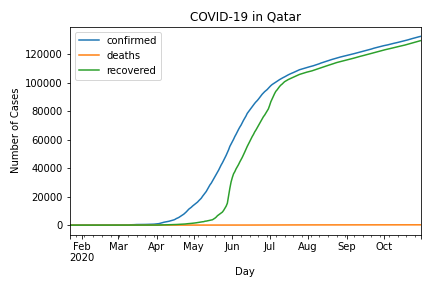 COVID-19 in Qatar
confirmed
deaths
recovered
Number of Cases
120000
100000
80000
60000
40000
20000
0
Feb Mar Apr May Jun Jul Aug Sep Oct
2020
Day